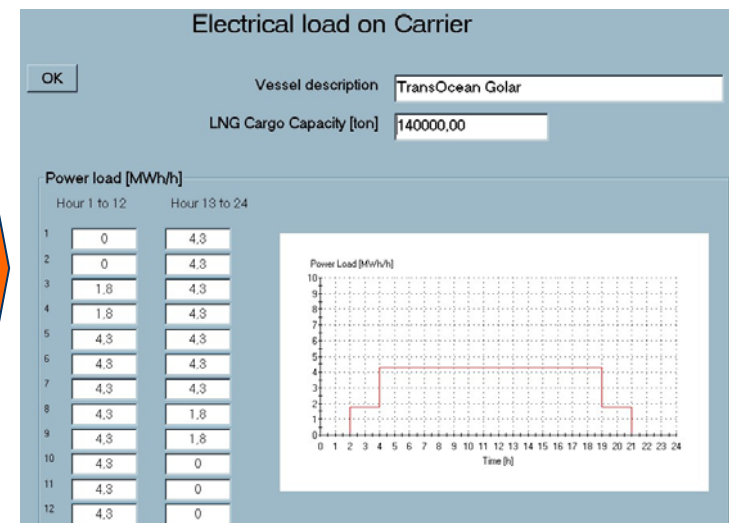 Electrical load on Carrier
OK
Vessel description TransOcean Golar
LNG Cargo Capacity [ton] 140000,00
Power load [MWh/h]
Hour 1 to 12 Hour 13 to 24
1 0 4,3
2 0 4,3
3 1,8 4,3
4 1,8 4,3
5 4,3 4,3
6 4,3 4,3
7 4,3 4,3
8 4,3 1,8
9 4,3 1,8
10 4,3 0
11 4,3 0
12 4,3 0
Power Load [MWh/h]
10
9
8
7
6
5
4
3
2
1
0
0 1 2 3 4 5 6 7 8 9 10 11 12 13 14 15 16 17 18 19 20 21 22 23 24
Time [h]